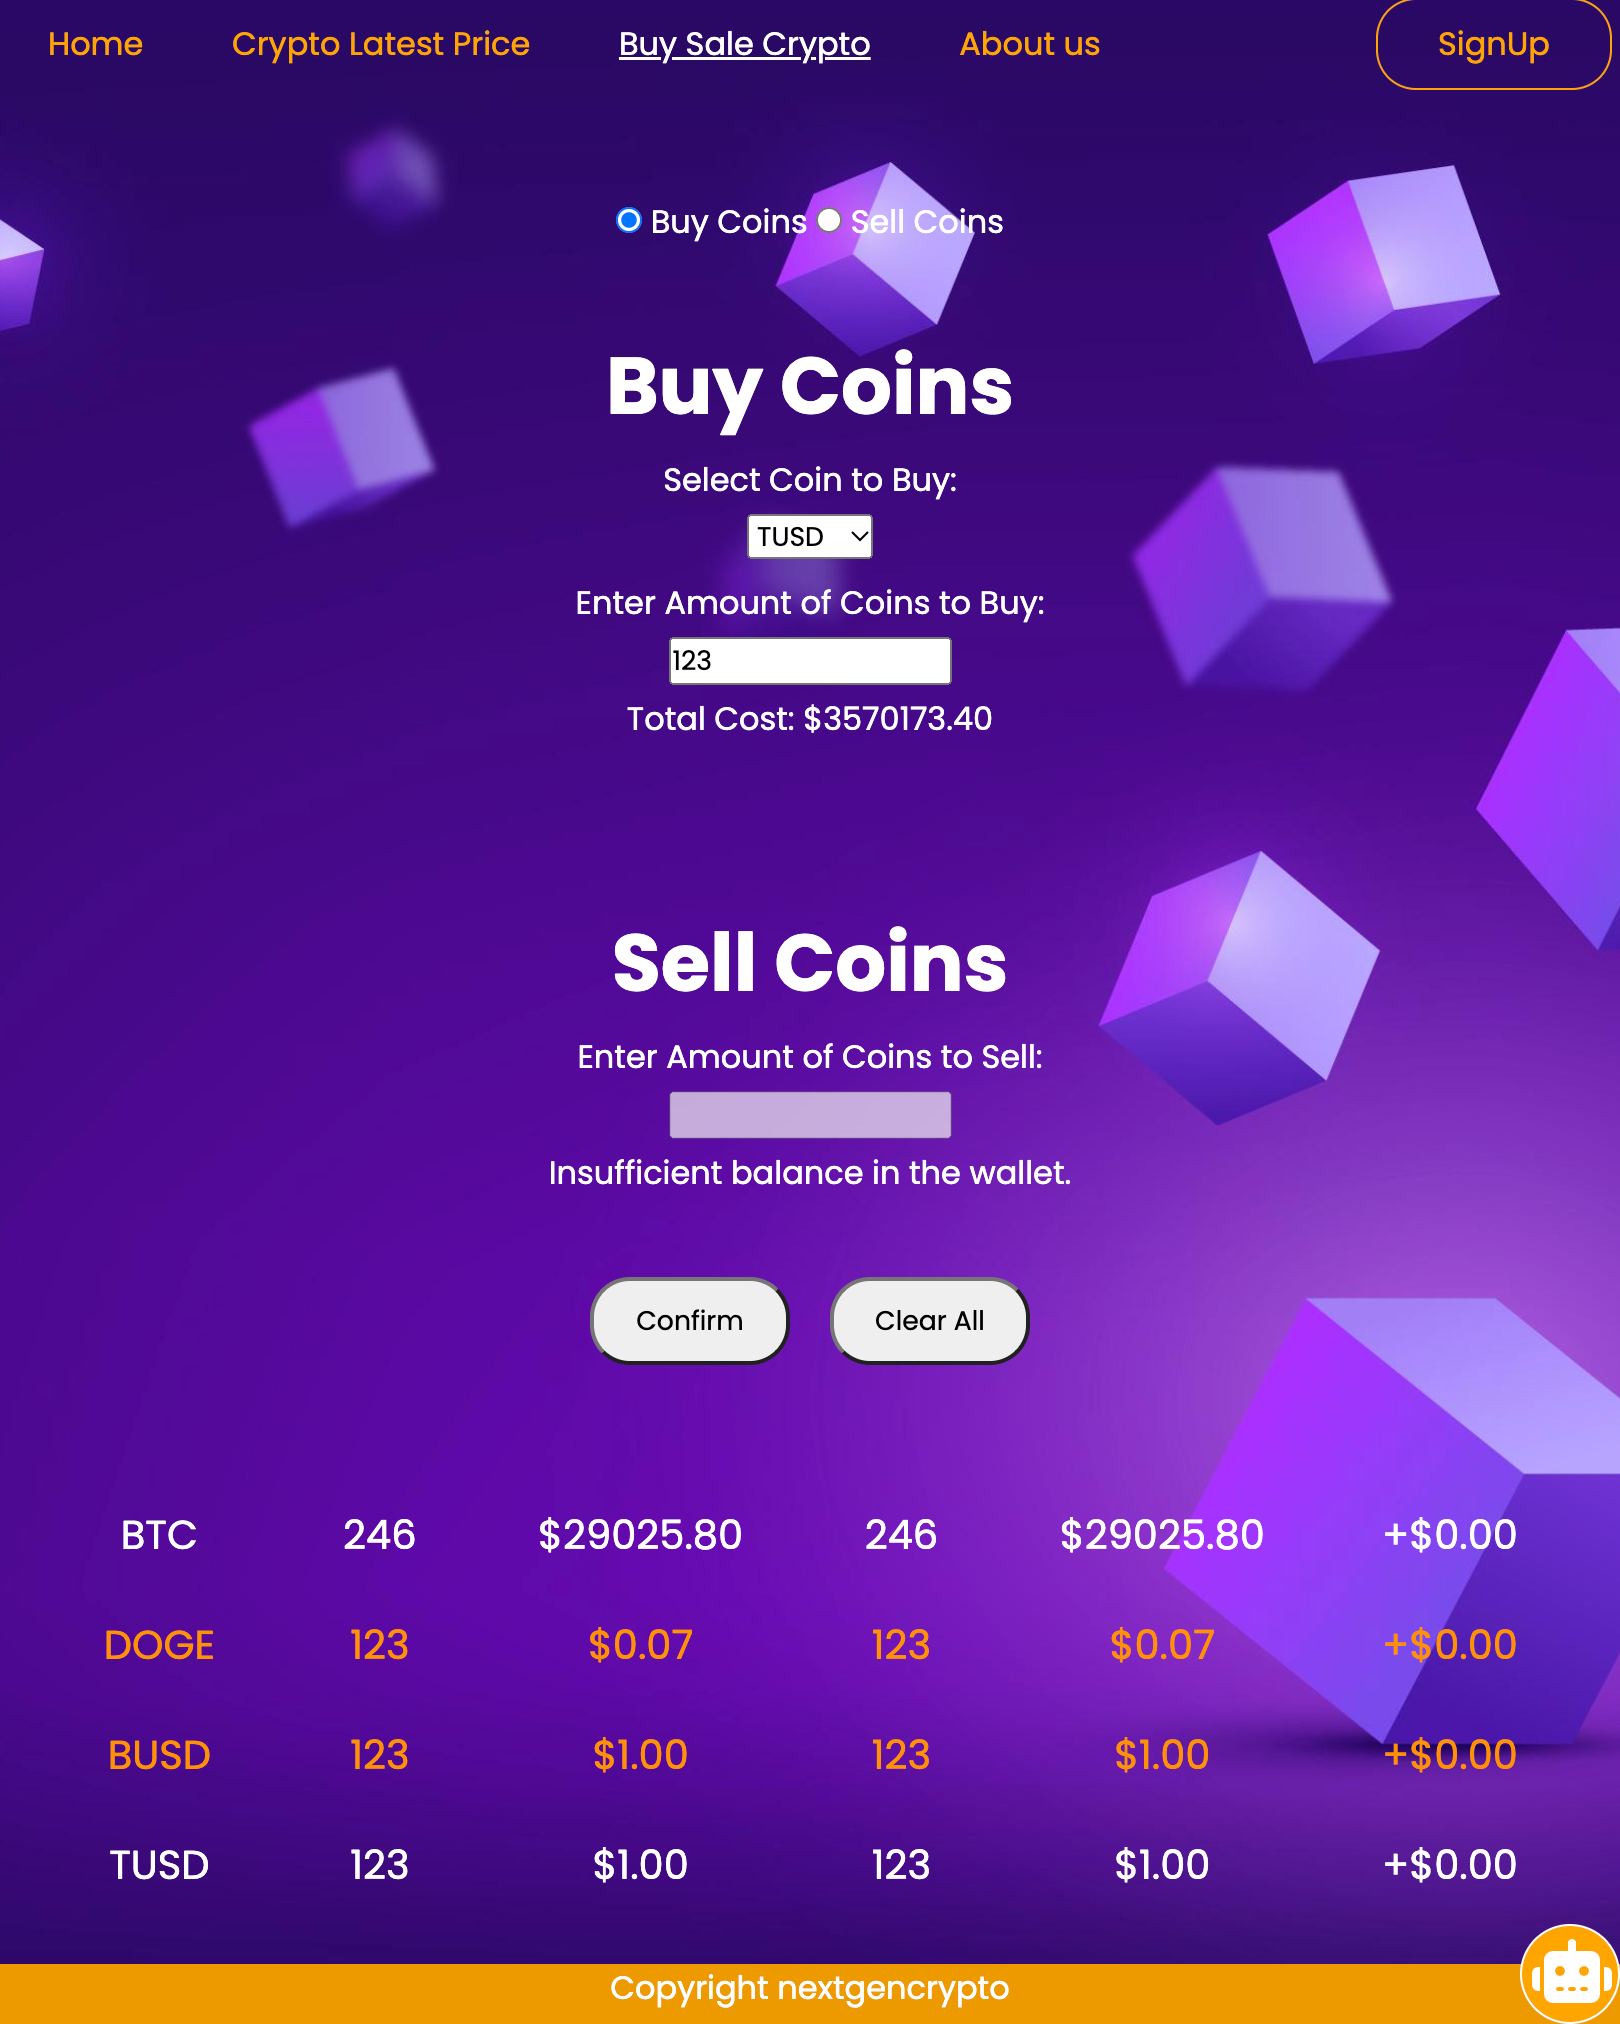 Home Crypto Latest Price Buy Sale Crypto About us SignUp
Buy Coins Sell Coins
Buy Coins
Select Coin to Buy:
TUSD
Enter Amount of Coins to Buy:
123
Total Cost: $3570173.40
Sell Coins
Enter Amount of Coins to Sell:
Insufficient balance in the wallet.
Confirm Clear All
BTC 246 $29025.80 246 $29025.80 +$0.00
DOGE 123 $0.07 123 $0.07 +$0.00
BUSD 123 $1.00 123 $1.00 +$0.00
TUSD 123 $1.00 123 $1.00 +$0.00
Copyright nextgencrypto